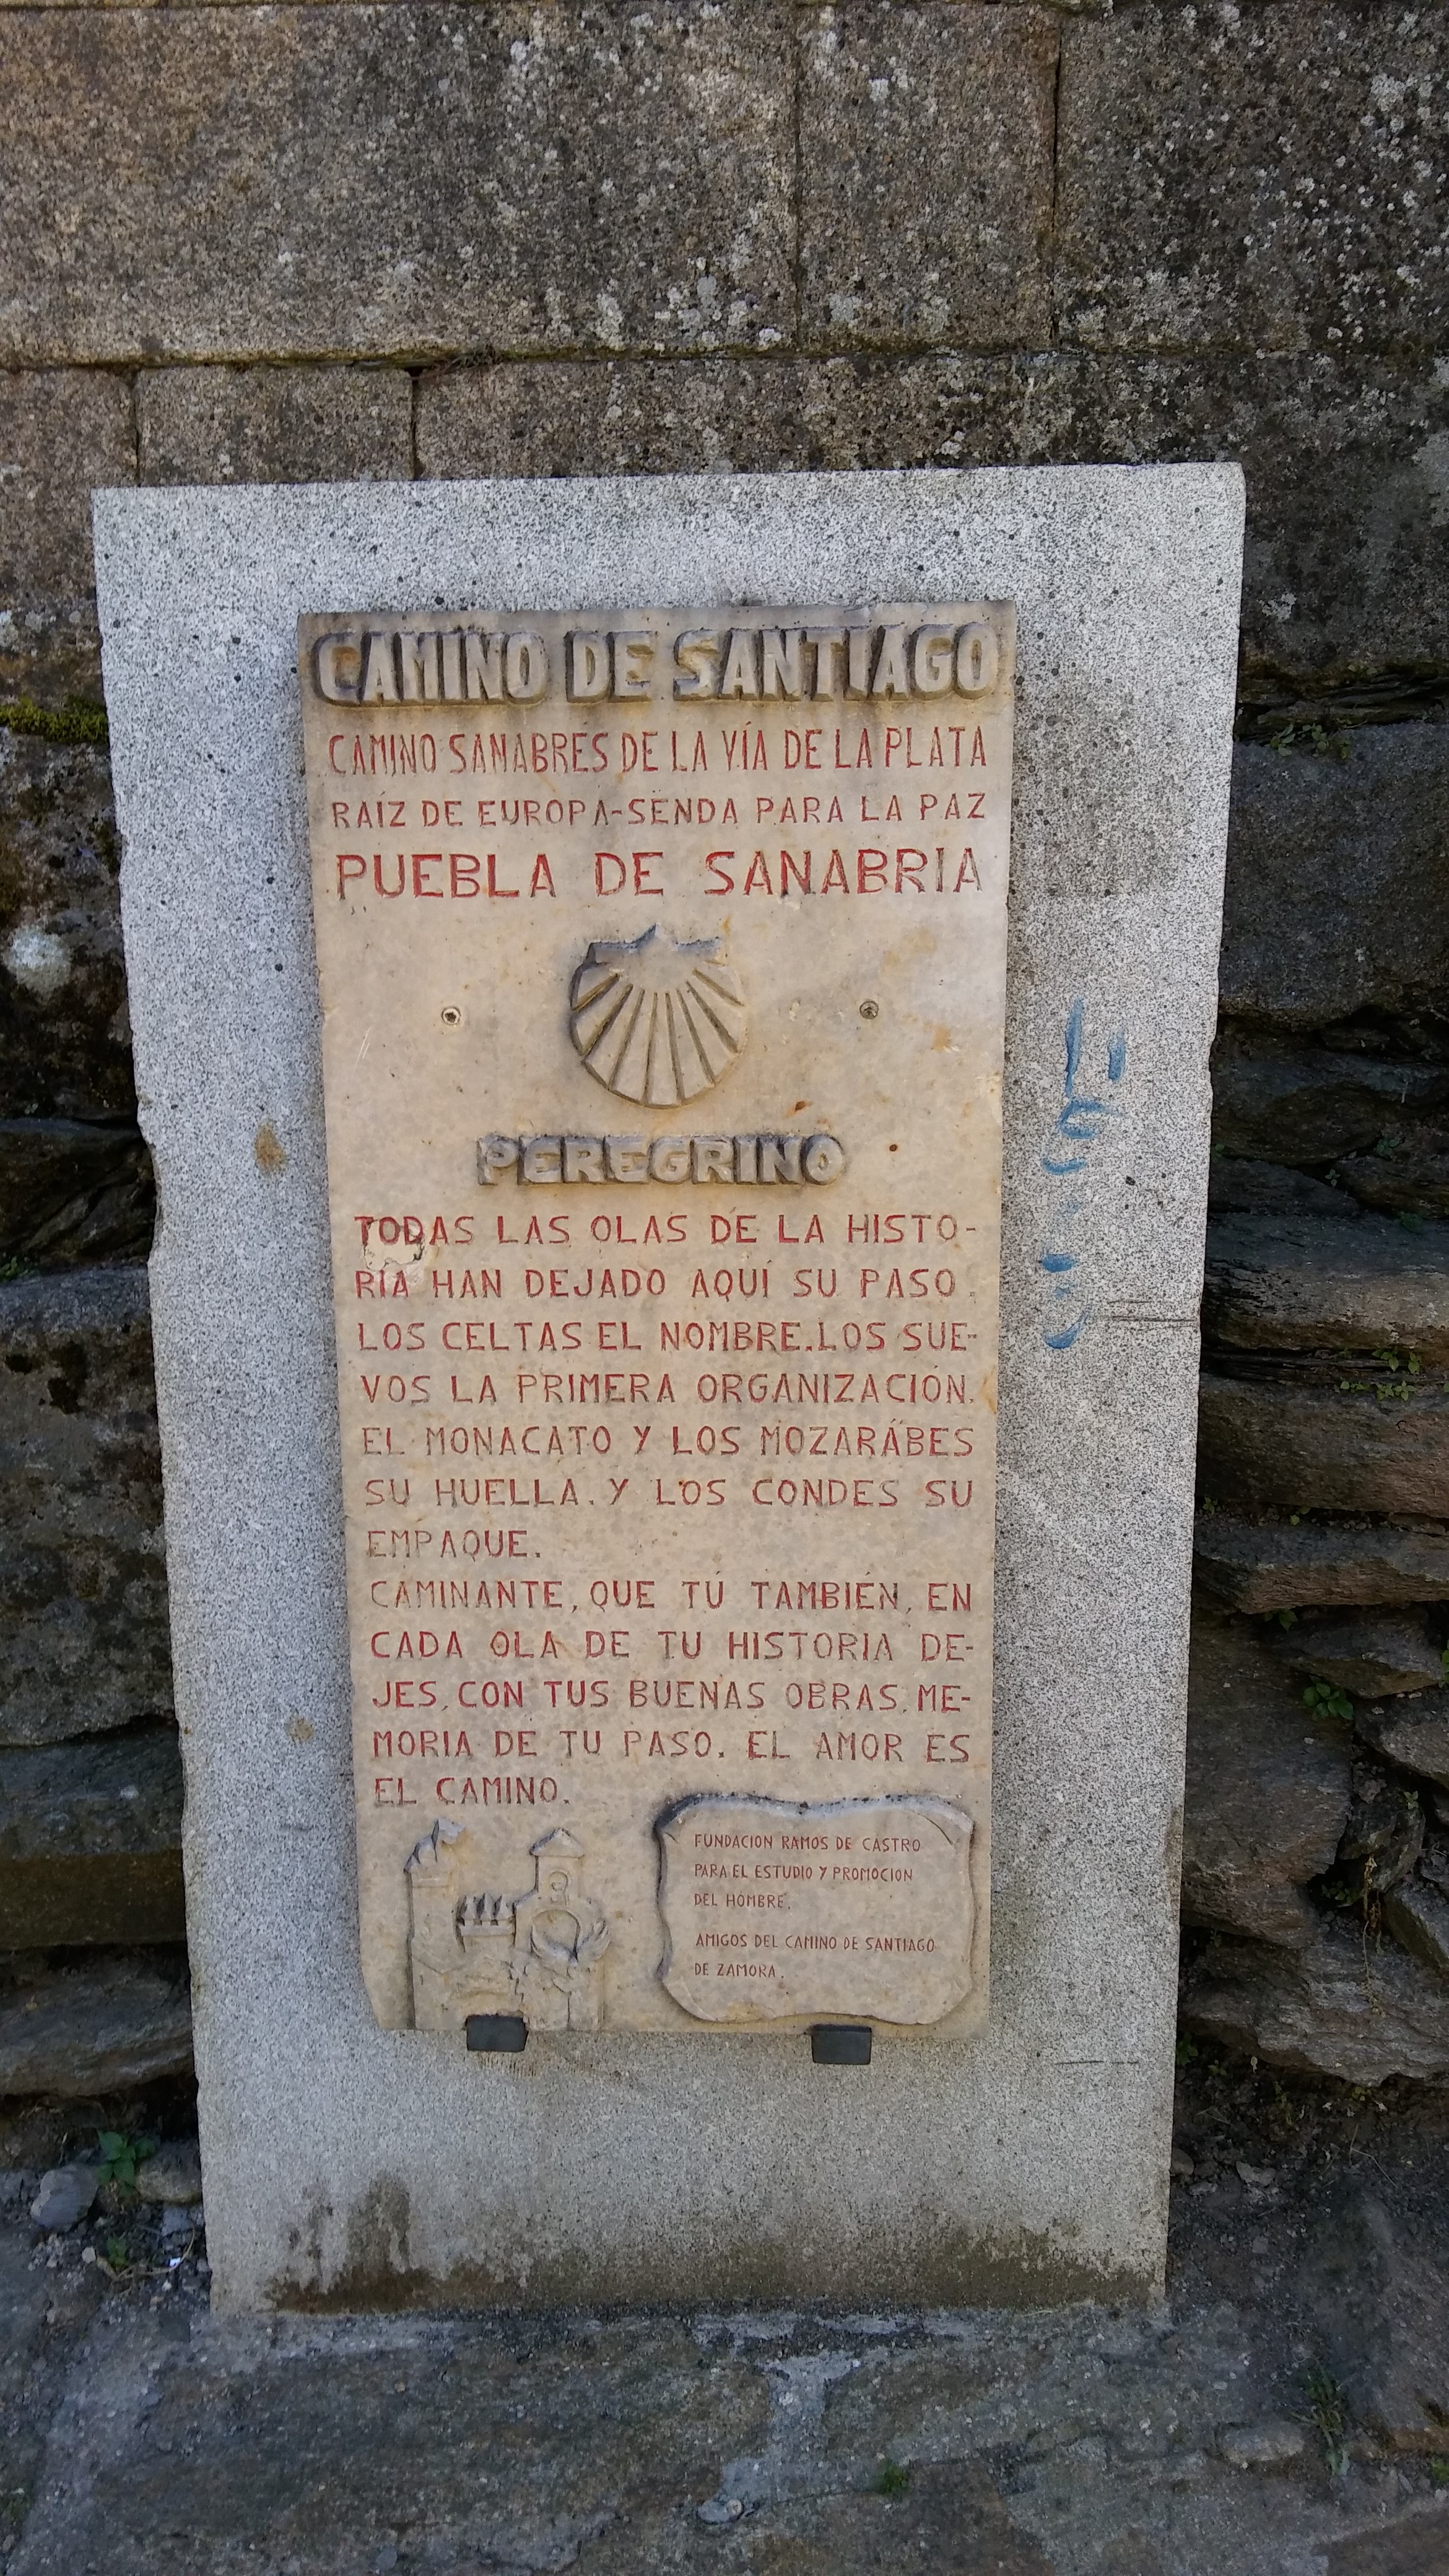 CAMINO DE SANTIAGO
CAMINO SANABRÉS DE LA VÍA DE LA PLATA
RAÍZ DE EUROPA-SENDA PARA LA PAZ
PUEBLA DE SANABRIA
PEREGRINO
TODAS LAS OLAS DE LA HISTO-
RIA HAN DEJADO AQUÍ SU PASO.
LOS CELTAS EL NOMBRE.LOS SUE-
VOS LA PRIMERA ORGANIZACIÓN.
EL MONACATO Y LOS MOZARÁBES
SU HUELLA.Y LOS CONDES SU
EMPAQUE.
CAMINANTE,QUE TÚ TAMBIÉN, EN
CADA OLA DE TU HISTORIA DE-
JES,CON TUS BUENAS OBRAS,ME-
MORIA DE TU PASO. EL AMOR ES
EL CAMINO.
FUNDACION RAMOS DE CASTRO
PARA EL ESTUDIO Y PROMOCION
DEL HOMBRE.
AMIGOS DEL CAMINO DE SANTIAGO
DE ZAMORA.